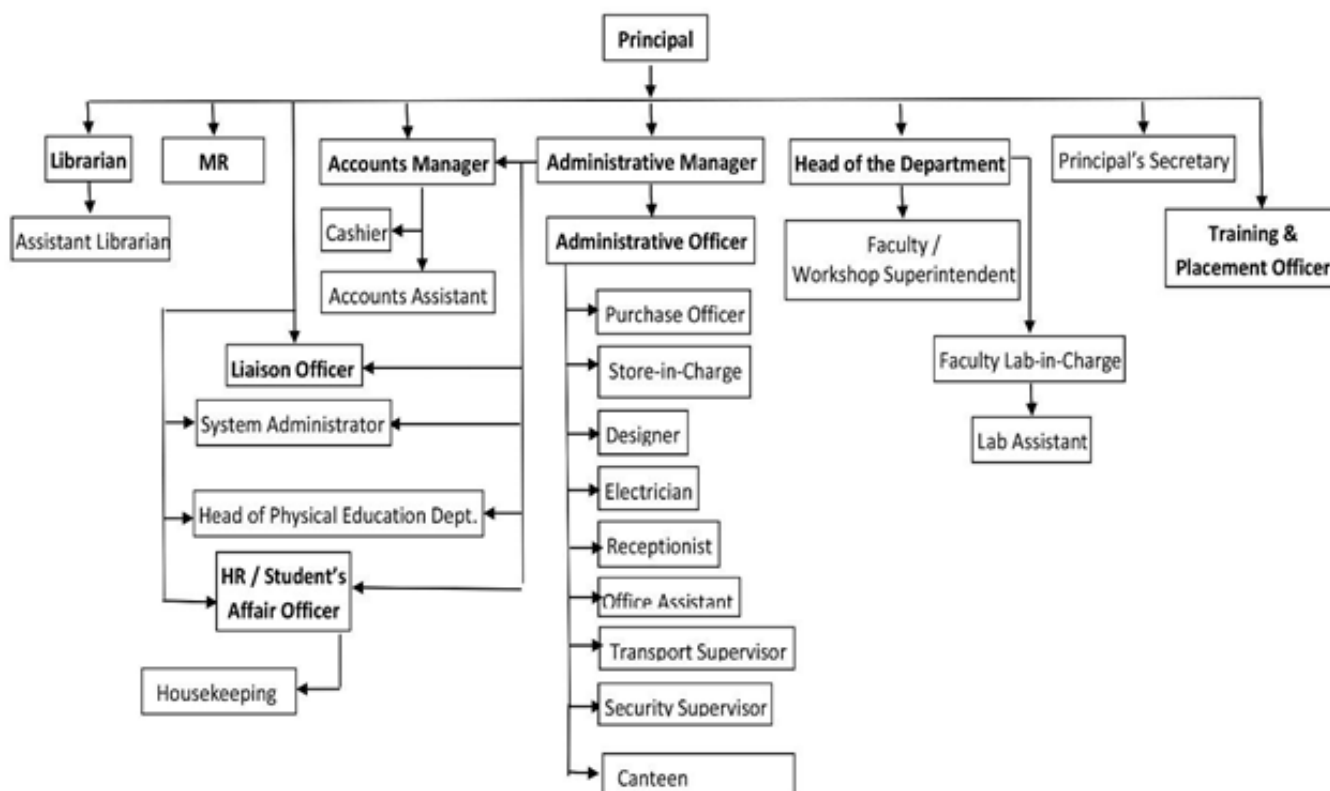 Principal
Librarian
MR
Accounts Manager
Administrative Manager
Head of the Department
Principal's Secretary
Assistant Librarian
Cashier
Administrative Officer
Faculty /
Workshop Superintendent
Training &
Placement Officer
Accounts Assistant
Purchase Officer
Liaison Officer
Store-in-Charge
Faculty Lab-in-Charge
System Administrator
Designer
Lab Assistant
Electrician
Head of Physical Education Dept.
Receptionist
HR / Student's
Affair Officer
Office Assistant
Transport Supervisor
Housekeeping
Security Supervisor
Canteen